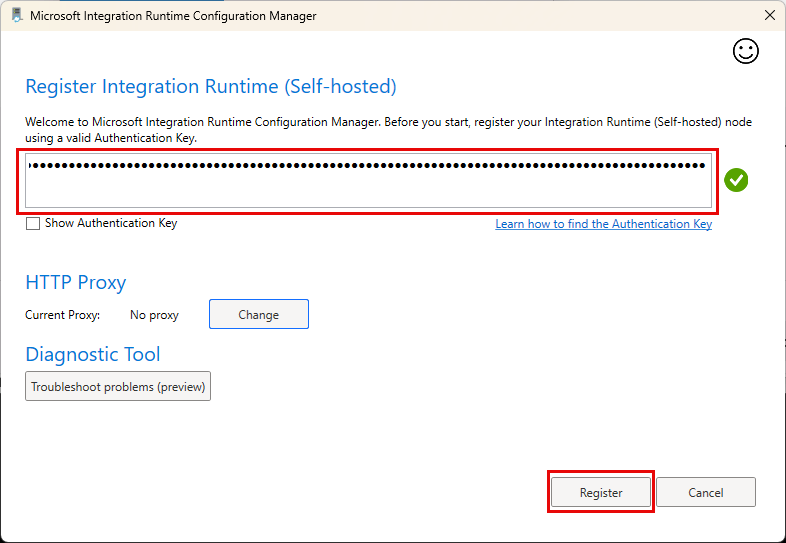 Microsoft Integration Runtime Configuration Manager
Register Integration Runtime (Self-hosted)
Welcome to Microsoft Integration Runtime Configuration Manager. Before you start, register your Integration Runtime (Self-hosted) node
using a valid Authentication Key.
Show Authentication Key
Learn how to find the Authentication Key
HTTP Proxy
Current Proxy: No proxy Change
Diagnostic Tool
Troubleshoot problems (preview)
Register Cancel